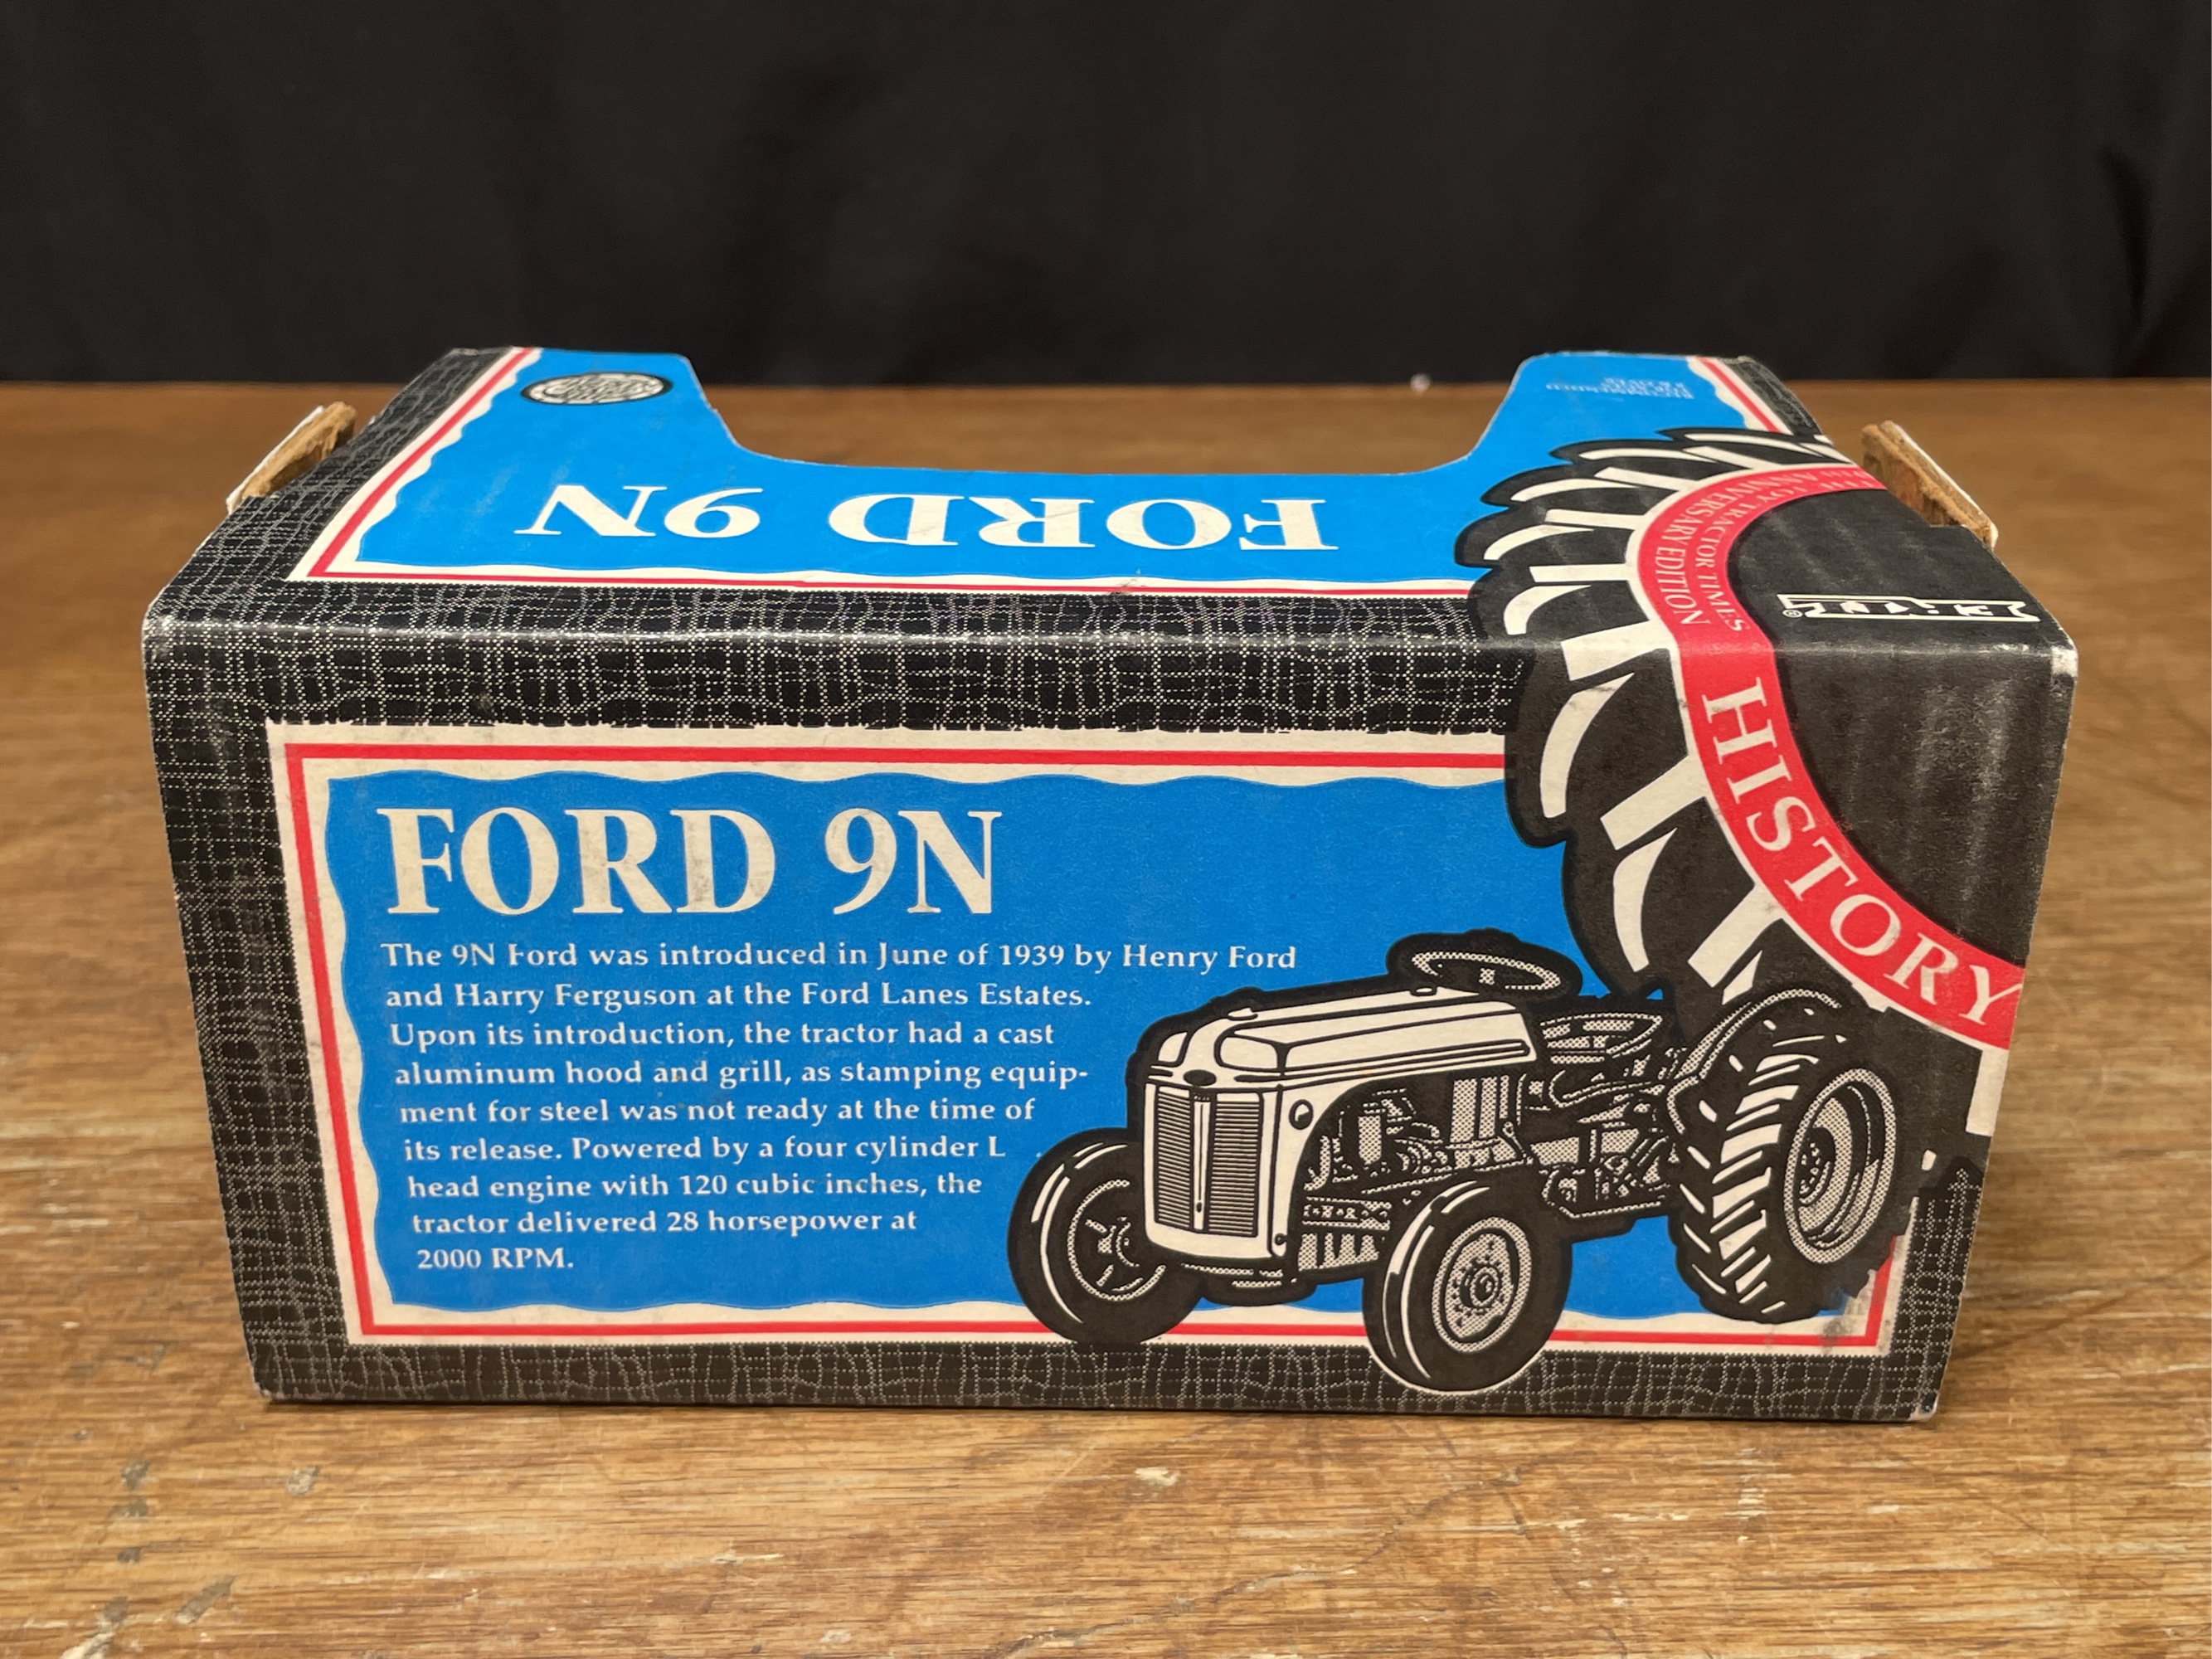 FORD 9N
TRACTOR TIMES
ANNIVERSARY EDITION
ERTL
HISTORY
FORD 9N
The 9N Ford was introduced in June of 1939 by Henry Ford
and Harry Ferguson at the Ford Lanes Estates.
Upon its introduction, the tractor had a cast
aluminum hood and grill, as stamping equip-
ment for steel was not ready at the time of
its release. Powered by a four cylinder L
head engine with 120 cubic inches, the
tractor delivered 28 horsepower at
2000 RPM.